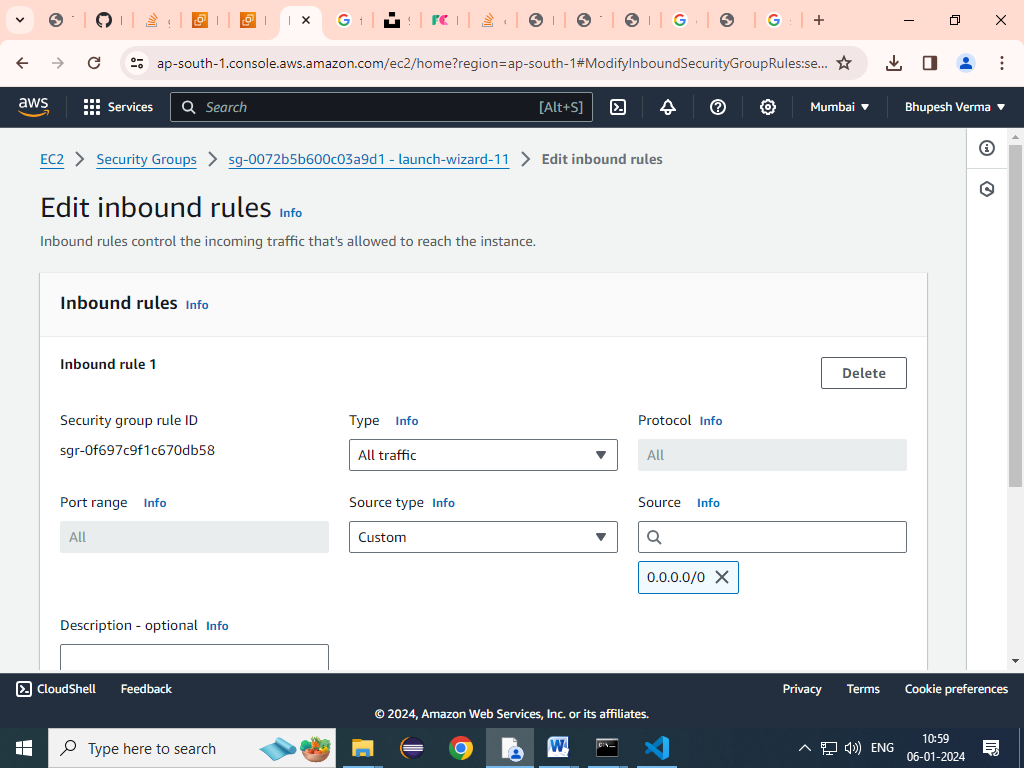 ap-south-1.console.aws.amazon.com/ec2/home?region=ap-south-1#ModifyInboundSecurityGroupRules:se...
aws Services Search [Alt+S] Mumbai Bhupesh Verma
EC2 Security Groups sg-0072b5b600c03a9d1 - launch-wizard-11 Edit inbound rules
Edit inbound rules Info
Inbound rules control the incoming traffic that's allowed to reach the instance.
Inbound rules Info
Inbound rule 1
Delete
Security group rule ID Type Info Protocol Info
sgr-0f697c9f1c670db58 All traffic All
Port range Info Source type Info Source Info
All Custom
0.0.0.0/0
Description - optional Info
CloudShell Feedback Privacy Terms Cookie preferences
© 2024, Amazon Web Services, Inc. or its affiliates.
Type here to search ENG 10:59
06-01-2024